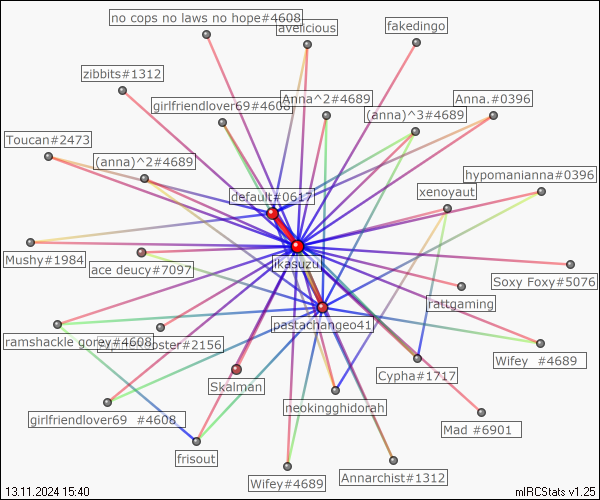 no cops no laws no hope#4608
avelicious
fakedingo
zibbits#1312
girlfriendlover69#4608
Anna^2#4689
(anna)^3#4689
Anna.#0396
Toucan#2473
(anna)^2#4689
hypomanianna#0396
default#0617
xenoyaut
Mushy#1984
ace deucy#7097
ikasuzu
Soxy Foxy#5076
rattgaming
pastachangeo41
ramshackle gorey#4608
#2156
Wifey #4689
Cypha#1717
Skalman
neokingghidorah
girlfriendlover69 #4608
Mad #6901
frisout
Wifey#4689
Annarchist#1312
13.11.2024 15:40
mIRCStats v1.25